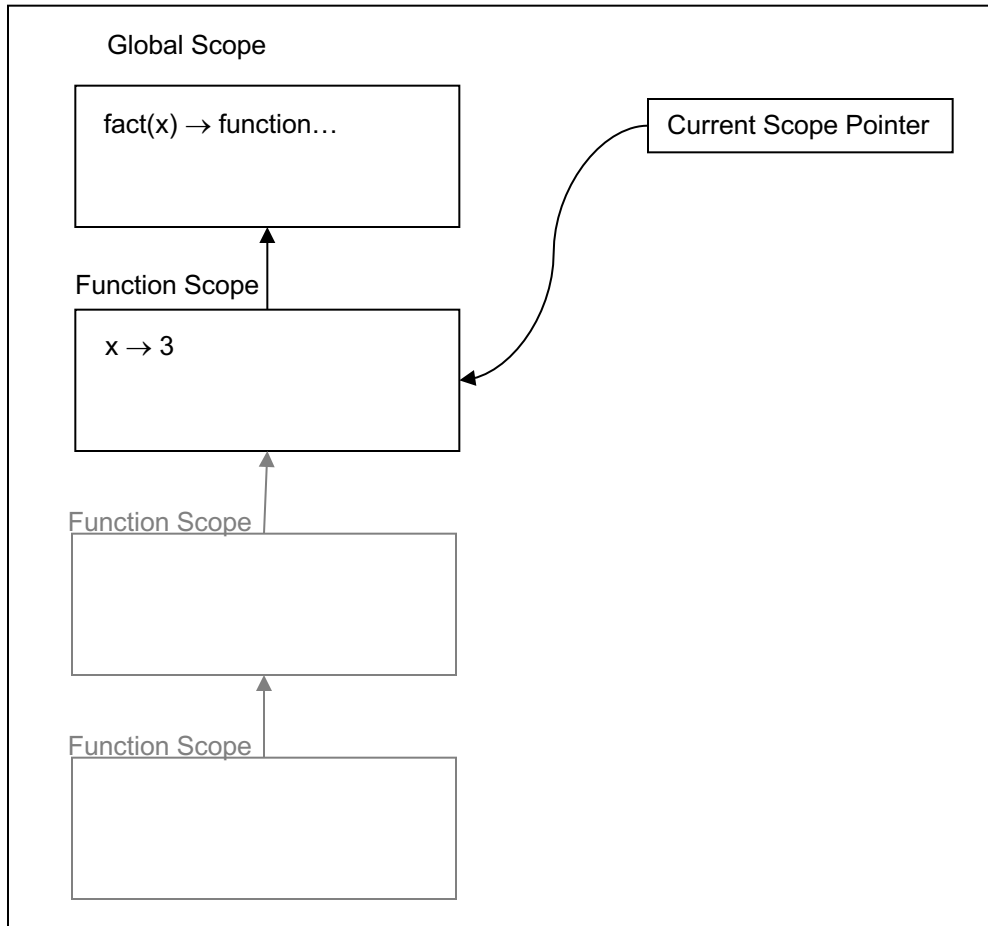 Global Scope
fact(x) → function…
Current Scope Pointer
Function Scope
x → 3
Function Scope
Function Scope